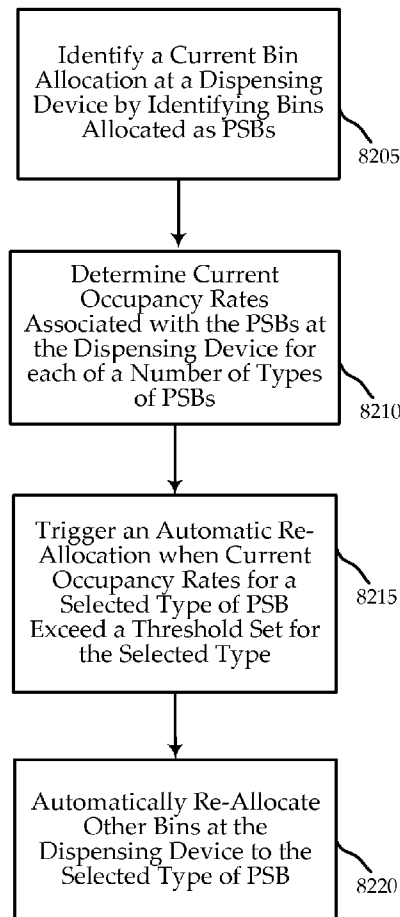 Identify a Current Bin
Allocation at a Dispensing
Device by Identifying Bins
Allocated as PSBs
8205
Determine Current
Occupancy Rates
Associated with the PSBs at
the Dispensing Device for
each of a Number of Types
of PSBs
8210
Trigger an Automatic Re-
Allocation when Current
Occupancy Rates for a
Selected Type of PSB
Exceed a Threshold Set for
the Selected Type
8215
Automatically Re-Allocate
Other Bins at the
Dispensing Device to the
Selected Type of PSB
8220